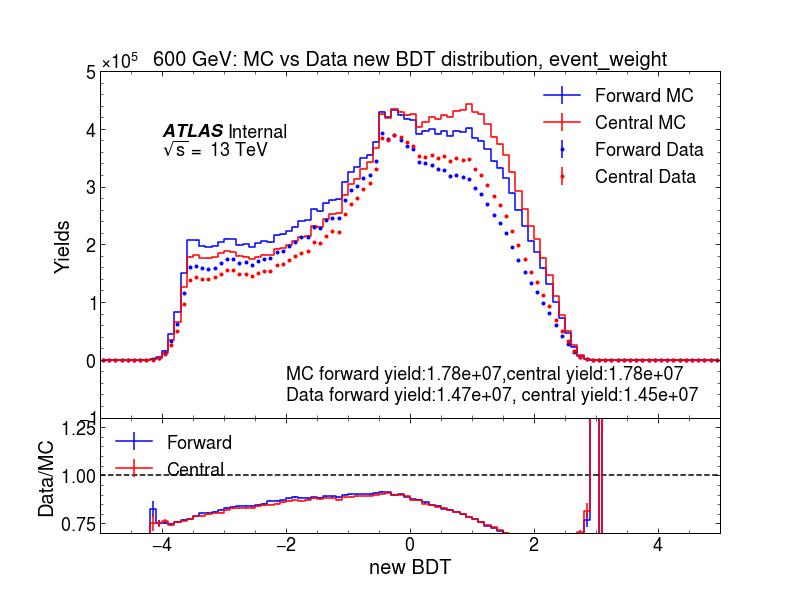 ×10⁵ 600 GeV: MC vs Data new BDT distribution, event_weight
5
4
3
2
1
0
−1
Yields
ATLAS Internal
√s = 13 TeV
Forward MC
Central MC
Forward Data
Central Data
MC forward yield:1.78e+07,central yield:1.78e+07
Data forward yield:1.47e+07, central yield:1.45e+07
1.25
1.00
0.75
Data/MC
Forward
Central
−4 −2 0 2 4
new BDT